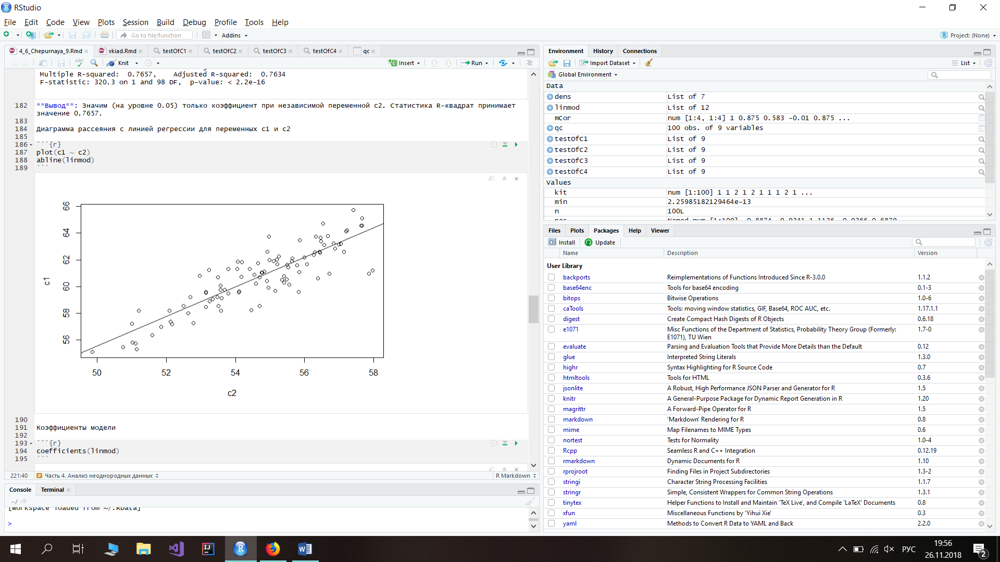 RStudio
File Edit Code View Plots Session Build Debug Profile Tools Help
Go to file/function Addins Project: (None)
4_6_Chepurnaya_9.Rmd vkiad.Rmd testOfC1 testOfC2 testOfC3 testOfC4 qc
ABC Knit Insert Run
Multiple R-squared:  0.7657,    Adjusted R-squared:  0.7634
F-statistic: 320.3 on 1 and 98 DF,  p-value: < 2.2e-16
182 **Вывод**: Значим (на уровне 0.05) только коэффициент при независимой переменной c2. Статистика R-квадрат принимает
значение 0.7657.
183
184 Диаграмма рассеяния с линией регрессии для переменных c1 и c2
185
186 ```{r}
187 plot(c1 ~ c2)
188 abline(linmod)
189 ```
66
64
62
60
58
56
c1
50 52 54 56 58
c2
190
191 Коэффициенты модели
192
193 ```{r}
194 coefficients(linmod)
195 ```
221:40 # Часть 4. Анализ неоднородных данных R Markdown
Console Terminal
~/
[Workspace loaded from ~/.RData]
>
Environment History Connections
Import Dataset List
Global Environment
Data
dens List of 7
linmod List of 12
mCor num [1:4, 1:4] 1 0.875 0.583 -0.01 0.875 ...
qc 100 obs. of 9 variables
testOfC1 List of 9
testOfC2 List of 9
testOfC3 List of 9
testOfC4 List of 9
Values
kit num [1:100] 1 1 2 1 2 1 1 1 2 1 ...
min 2.25985182129464e-13
n 100L
Files Plots Packages Help Viewer
Install Update
Name Description Version
User Library
backports Reimplementations of Functions Introduced Since R-3.0.0 1.1.2
base64enc Tools for base64 encoding 0.1-3
bitops Bitwise Operations 1.0-6
caTools Tools: moving window statistics, GIF, Base64, ROC AUC, etc. 1.17.1.1
digest Create Compact Hash Digests of R Objects 0.6.18
e1071 Misc Functions of the Department of Statistics, Probability Theory Group (Formerly: 1.7-0
E1071), TU Wien
evaluate Parsing and Evaluation Tools that Provide More Details than the Default 0.12
glue Interpreted String Literals 1.3.0
highr Syntax Highlighting for R Source Code 0.7
htmltools Tools for HTML 0.3.6
jsonlite A Robust, High Performance JSON Parser and Generator for R 1.5
knitr A General-Purpose Package for Dynamic Report Generation in R 1.20
magrittr A Forward-Pipe Operator for R 1.5
markdown 'Markdown' Rendering for R 0.8
mime Map Filenames to MIME Types 0.6
nortest Tests for Normality 1.0-4
Rcpp Seamless R and C++ Integration 0.12.19
rmarkdown Dynamic Documents for R 1.10
rprojroot Finding Files in Project Subdirectories 1.3-2
stringi Character String Processing Facilities 1.1.7
stringr Simple, Consistent Wrappers for Common String Operations 1.3.1
tinytex Helper Functions to Install and Maintain 'TeX Live', and Compile 'LaTeX' Documents 0.8
xfun Miscellaneous Functions by 'Yihui Xie' 0.3
yaml Methods to Convert R Data to YAML and Back 2.2.0
РУС
19:56
26.11.2018
2